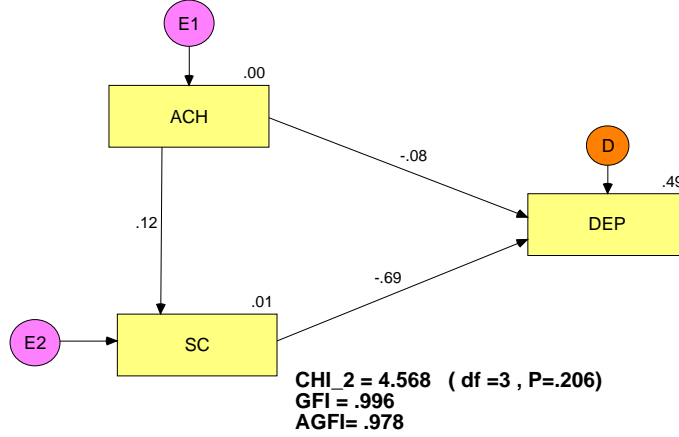 E1
.00
ACH
-.08
D
.49
DEP
.12
-.69
.01
E2
SC
CHI_2 = 4.568 ( df =3 , P=.206)
GFI = .996
AGFI= .978